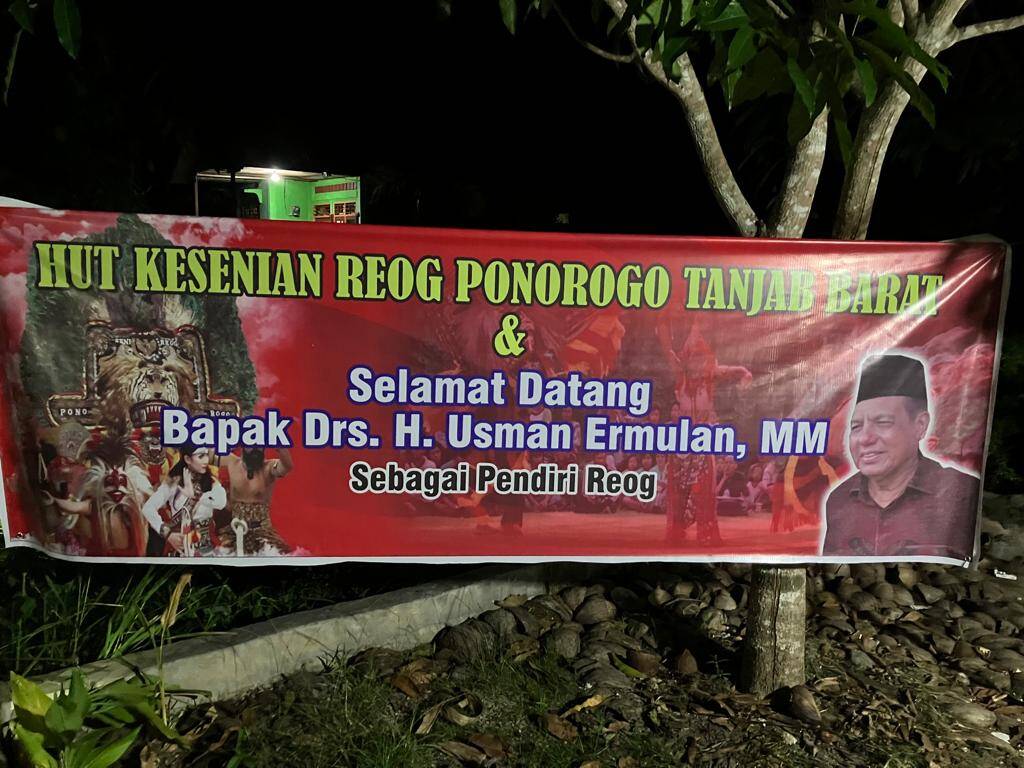 HUT KESENIAN REOG PONOROGO TANJAB BARAT
&
Selamat Datang
Bapak Drs. H. Usman Ermulan, MM
Sebagai Pendiri Reog